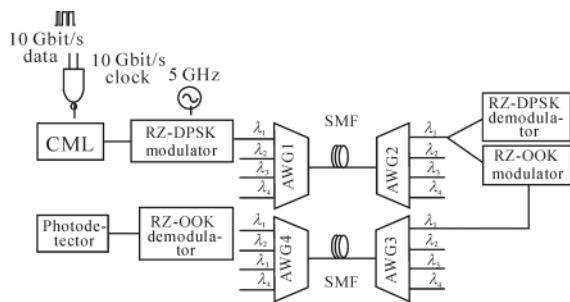 10 Gbit/s
data
10 Gbit/s
clock
5 GHz
CML
RZ-DPSK
modulator
λ1
λ2
λ3
λ4
AWG1
SMF
AWG2
λ1
λ2
λ3
λ4
RZ-DPSK
demodula-
tor
RZ-OOK
modulator
Photode-
tector
RZ-OOK
demodula-
tor
λ1
λ2
λ3
λ4
AWG4
SMF
AWG3
λ1
λ2
λ3
λ4